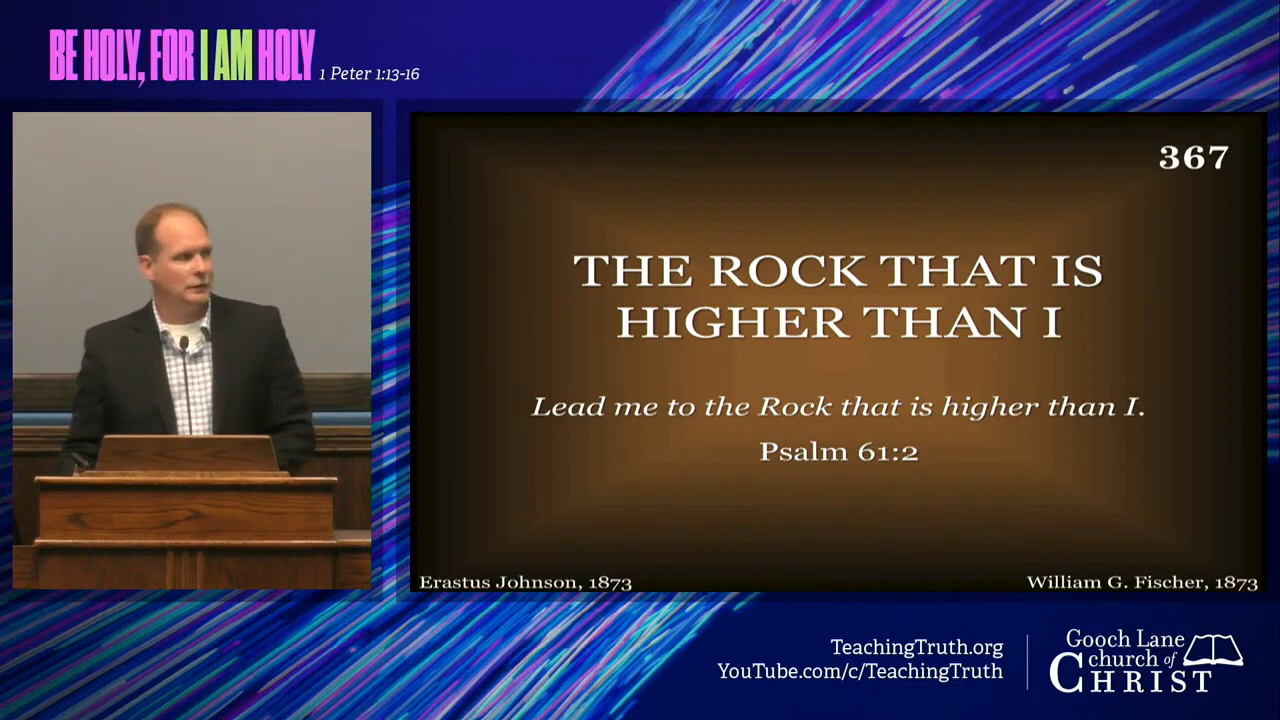 BE HOLY, FOR I AM HOLY 1 Peter 1:13-16
367
THE ROCK THAT IS
HIGHER THAN I
Lead me to the Rock that is higher than I.
Psalm 61:2
Erastus Johnson, 1873
William G. Fischer, 1873
TeachingTruth.org
YouTube.com/c/TeachingTruth
Gooch Lane
church of
CHRIST